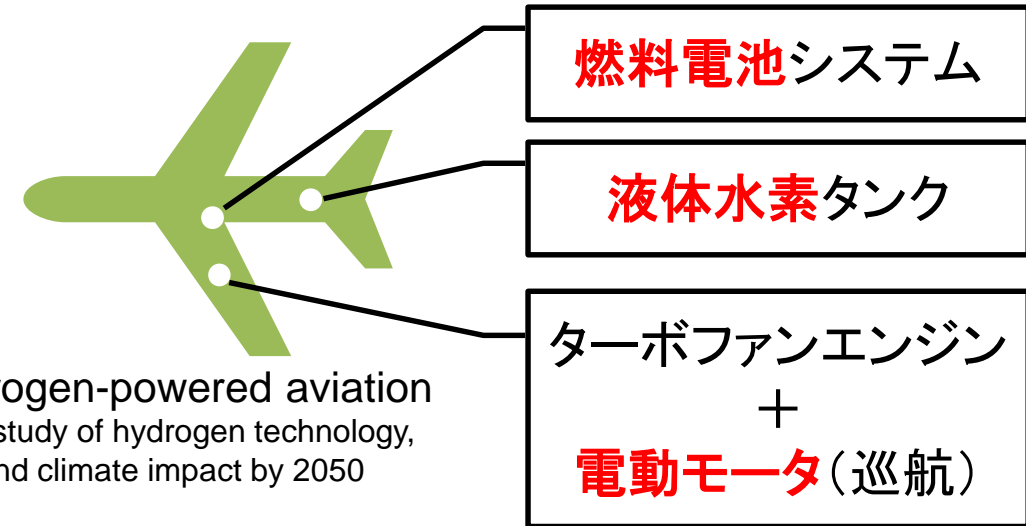 燃料電池システム
液体水素タンク
ターボファンエンジン
＋
電動モータ（巡航）
rogen-powered aviation
study of hydrogen technology,
nd climate impact by 2050